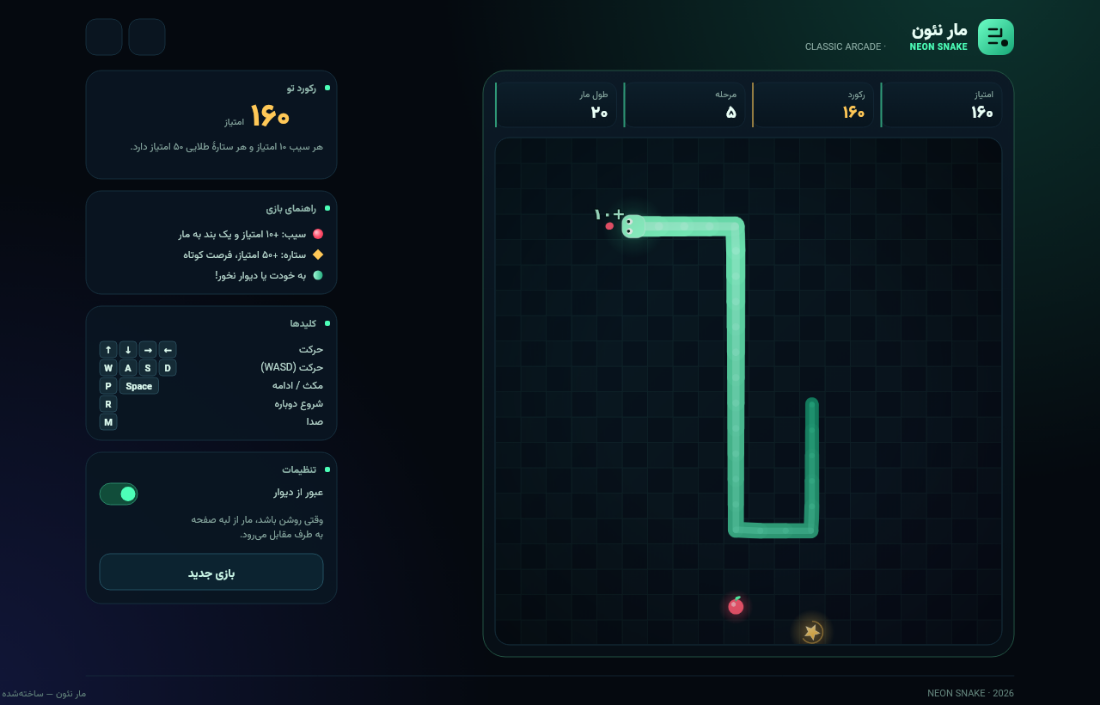 مار نئون
NEON SNAKE · CLASSIC ARCADE
امتیاز
۱۶۰
رکورد
۱۶۰
مرحله
۵
طول مار
۲۰
+۱۰
رکورد تو
۱۶۰ امتیاز
هر سیب ۱۰ امتیاز و هر ستارهٔ طلایی ۵۰ امتیاز دارد.
راهنمای بازی
سیب: +۱۰ امتیاز و یک بند به مار
ستاره: +۵۰ امتیاز، فرصت کوتاه
به خودت یا دیوار نخور!
کلیدها
حرکت ↑ ↓ → ←
حرکت (WASD) W A S D
مکث / ادامه P Space
شروع دوباره R
صدا M
تنظیمات
عبور از دیوار
وقتی روشن باشد، مار از لبه صفحه
به طرف مقابل می‌رود.
بازی جدید
NEON SNAKE · 2026
مار نئون — ساخته‌شده